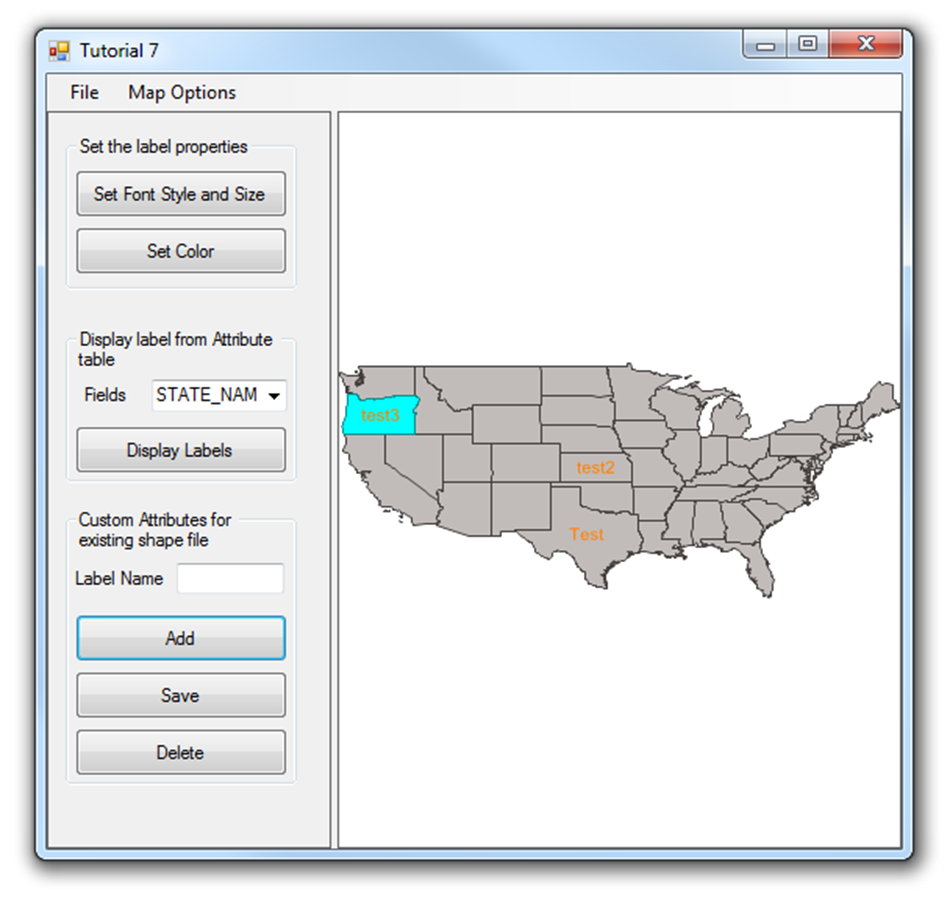 Tutorial 7
File Map Options
Set the label properties
Set Font Style and Size
Set Color
Display label from Attribute
table
Fields STATE_NAM
Display Labels
Custom Attributes for
existing shape file
Label Name
Add
Save
Delete
test3
test2
Test